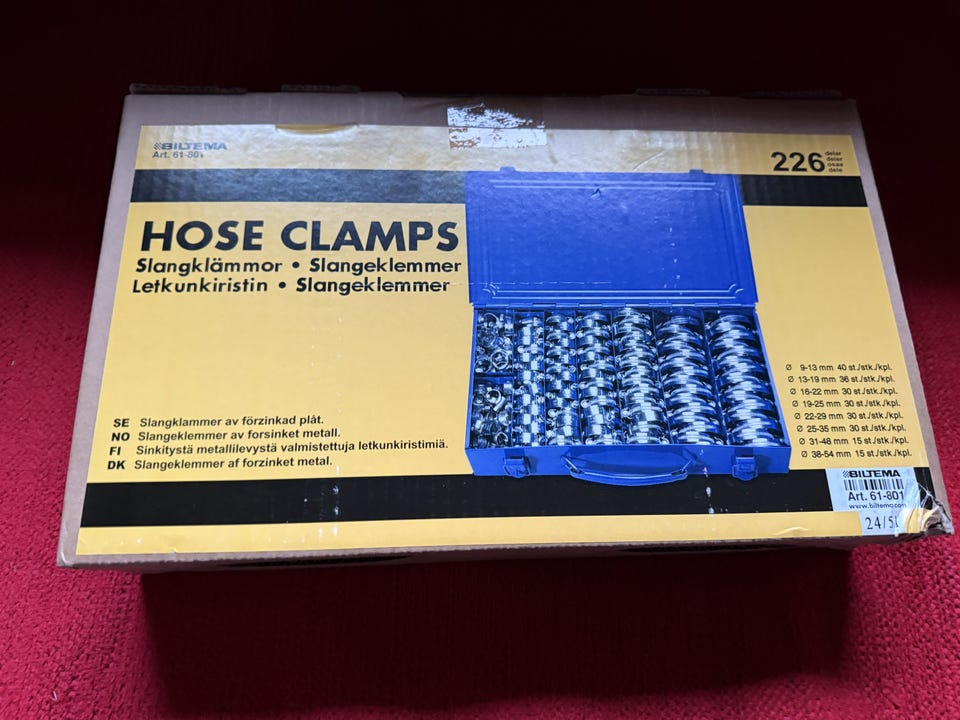 BILTEMA
Art. 61-801
226 delar
deler
osaa
dele
HOSE CLAMPS
Slangklämmor • Slangeklemmer
Letkunkiristin • Slangeklemmer
Ø 9-13 mm 40 st./stk./kpl.
Ø 13-19 mm 36 st./stk./kpl.
Ø 16-22 mm 30 st./stk./kpl.
Ø 19-25 mm 30 st./stk./kpl.
Ø 22-29 mm 30 st./stk./kpl.
Ø 25-35 mm 30 st./stk./kpl.
Ø 31-48 mm 15 st./stk./kpl.
Ø 38-54 mm 15 st./stk./kpl.
SE Slangklammer av förzinkad plåt.
NO Slangeklemmer av forsinket metall.
FI Sinkitystä metallilevystä valmistettuja letkunkiristimiä.
DK Slangeklemmer af forzinket metal.
BILTEMA
Art. 61-801
www.biltema.com